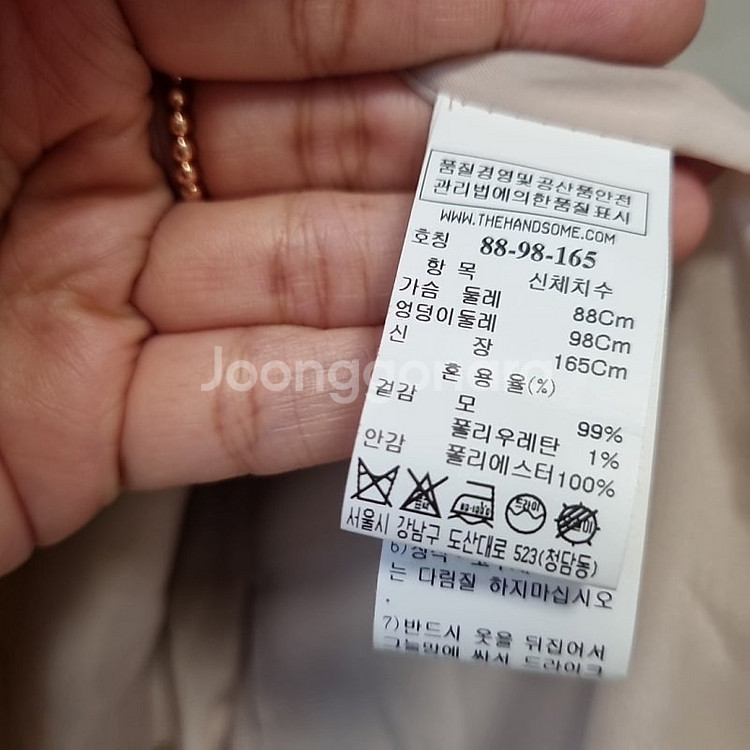 품질경영및 공산품안전
관리법에의한품질표시
WWW.THEHANDSOME.COM
호칭 88-98-165
항 목 신체치수
가슴 둘레 88Cm
엉덩이둘레 98Cm
신 장 165Cm
혼 용 율(%)
겉감 모 99%
폴리우레탄 1%
안감 폴리에스터100%
드라이
서울시 강남구 도산대로 523(청담동)
는 다림질 하지마십시오
.
7)반드시 옷을 뒤집어서
Joonggonara